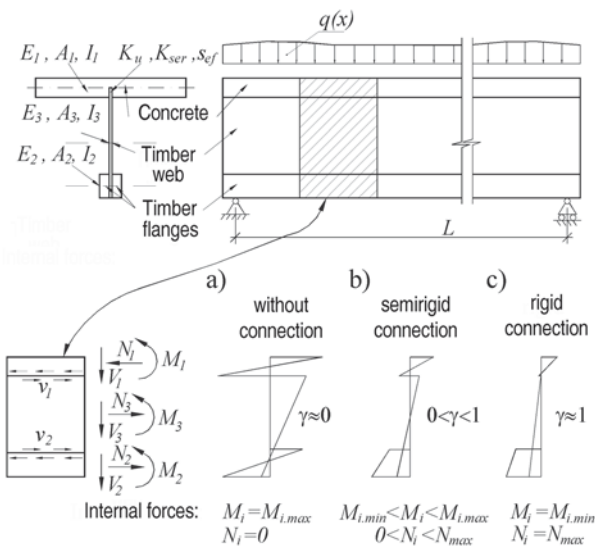 q(x)
E1 , A1, I1
Ku ,Kser ,sef
E3 , A3, I3
Concrete
Timber
web
E2 , A2, I2
Timber
flanges
L
Internal forces:
a)
b)
c)
without
connection
semirigid
connection
rigid
connection
N1
V1
M1
v1
N3
V3
M3
v2
N2
V2
M2
γ≈0
0<γ<1
γ≈1
Internal forces:
Mi = Mi.max
Ni = 0
Mi.min<Mi<Mi.max
0<Ni<Nmax
Mi = Mi.min
Ni = Nmax